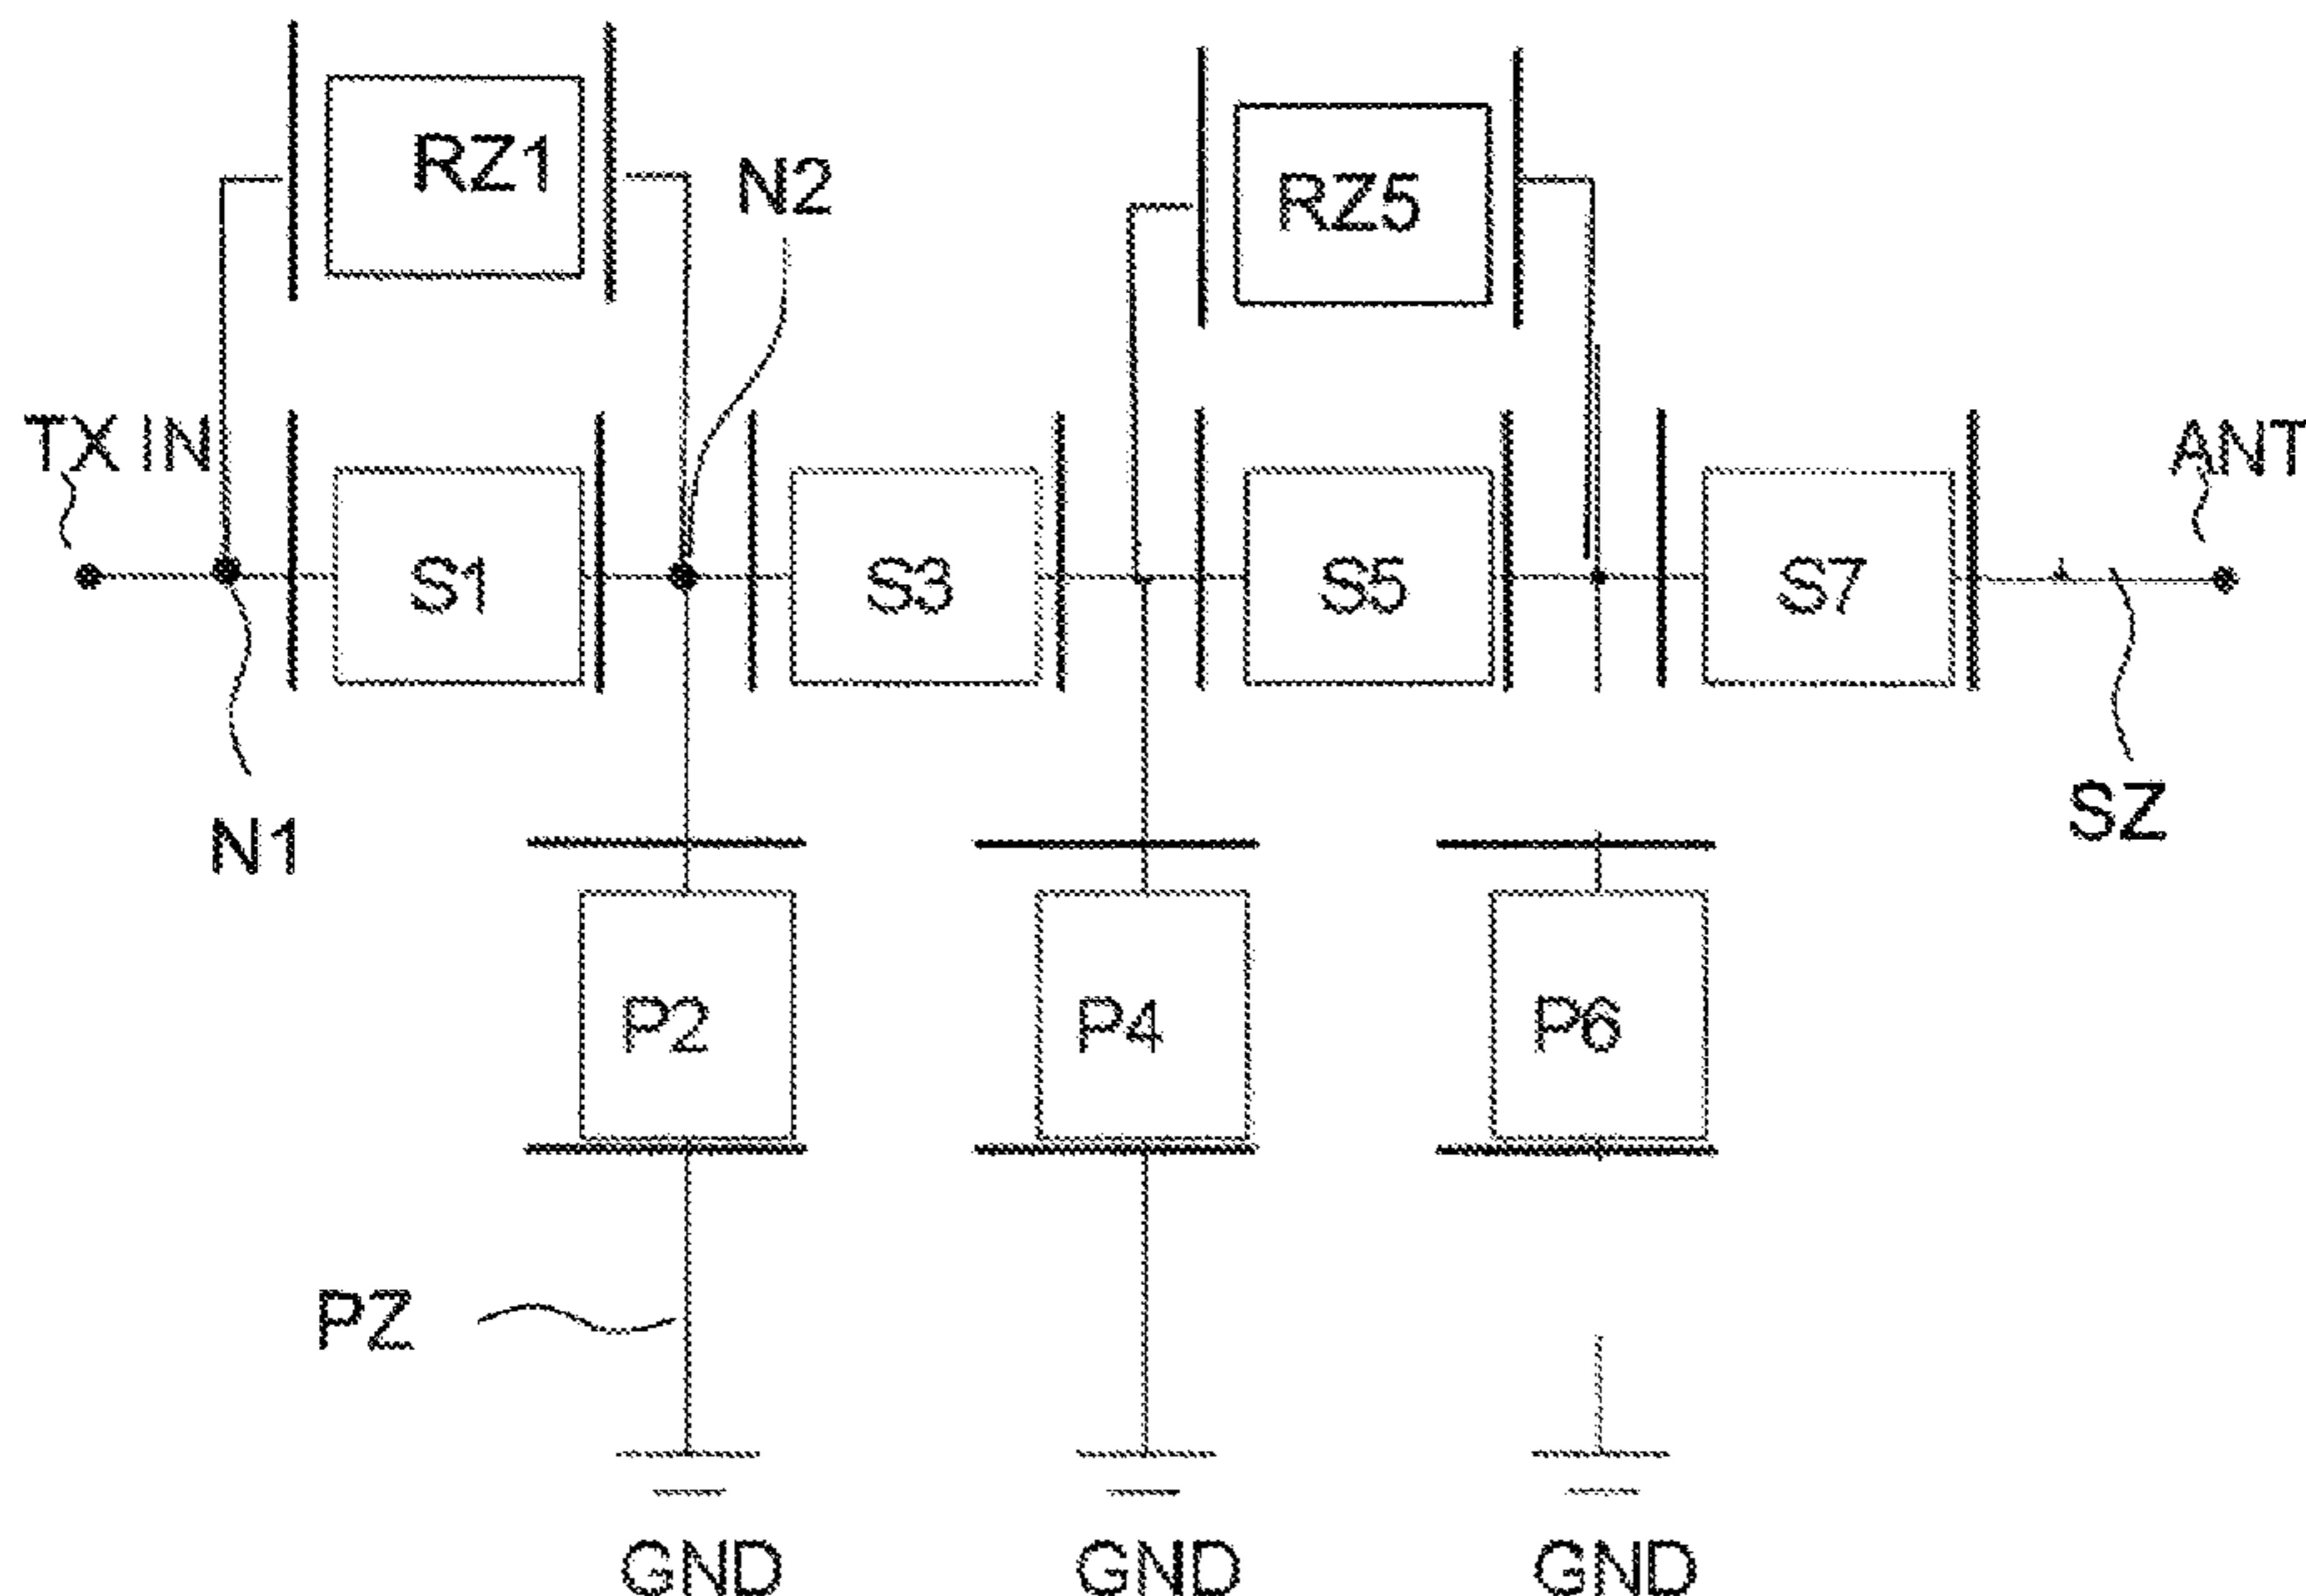 RZ1
N2
RZ5
TX IN
ANT
S1
S3
S5
S7
N1
SZ
P2
P4
P6
PZ
GND
GND
GND